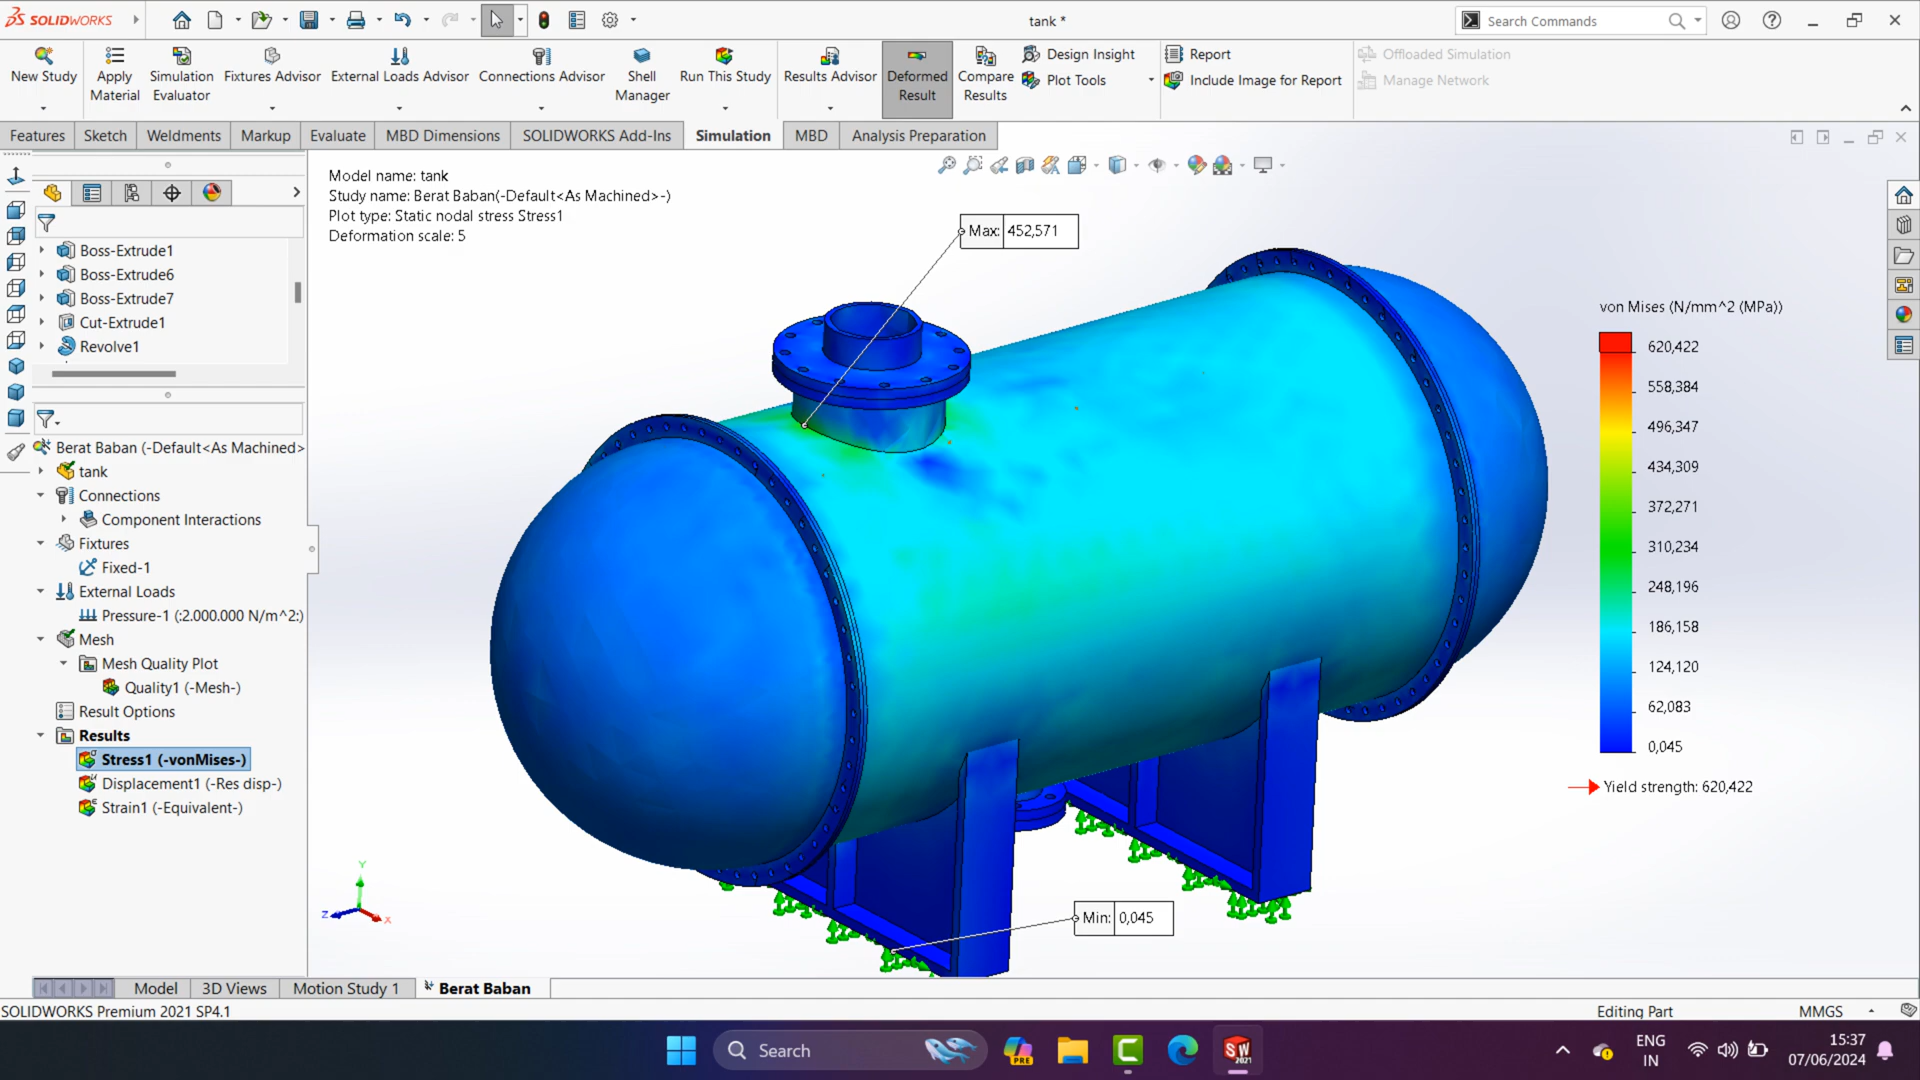 SOLIDWORKS
tank *
Search Commands
New Study
Apply Material
Simulation Evaluator
Fixtures Advisor
External Loads Advisor
Connections Advisor
Shell Manager
Run This Study
Results Advisor
Deformed Result
Compare Results
Design Insight
Plot Tools
Report
Include Image for Report
Offloaded Simulation
Manage Network
Features
Sketch
Weldments
Markup
Evaluate
MBD Dimensions
SOLIDWORKS Add-Ins
Simulation
MBD
Analysis Preparation
Boss-Extrude1
Boss-Extrude6
Boss-Extrude7
Cut-Extrude1
Revolve1
Berat Baban (-Default<As Machined>
tank
Connections
Component Interactions
Fixtures
Fixed-1
External Loads
Pressure-1 (:2.000.000 N/m^2:)
Mesh
Mesh Quality Plot
Quality1 (-Mesh-)
Result Options
Results
Stress1 (-vonMises-)
Displacement1 (-Res disp-)
Strain1 (-Equivalent-)
Model name: tank
Study name: Berat Baban(-Default<As Machined>-)
Plot type: Static nodal stress Stress1
Deformation scale: 5
Max: 452,571
Min: 0,045
von Mises (N/mm^2 (MPa))
620,422
558,384
496,347
434,309
372,271
310,234
248,196
186,158
124,120
62,083
0,045
Yield strength: 620,422
Y
Z
X
Model
3D Views
Motion Study 1
Berat Baban
SOLIDWORKS Premium 2021 SP4.1
Editing Part
MMGS
Search
PRE
SW
2021
ENG
IN
15:37
07/06/2024